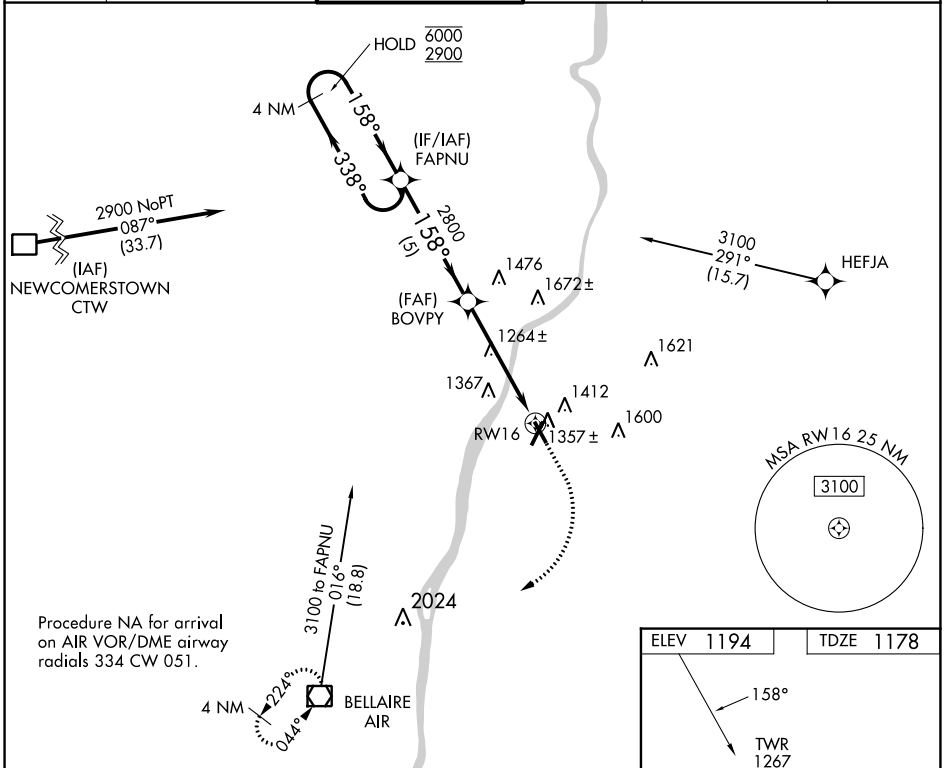 HOLD 6000
2900
4 NM
158°
338°
(IF/IAF)
FAPNU
2900 NoPT
087°
(33.7)
(IAF)
NEWCOMERSTOWN
CTW
2800
158°
(5)
3100
291°
(15.7)
HEFJA
1476
1672±
(FAF)
BOVPY
1264±
1621
1367
1412
1600
RW16
1357±
MSA RW16 25 NM
3100
3100 to FAPNU
016°
(18.8)
2024
Procedure NA for arrival
on AIR VOR/DME airway
radials 334 CW 051.
4 NM
224°
044°
BELLAIRE
AIR
ELEV 1194
TDZE 1178
158°
TWR
1267